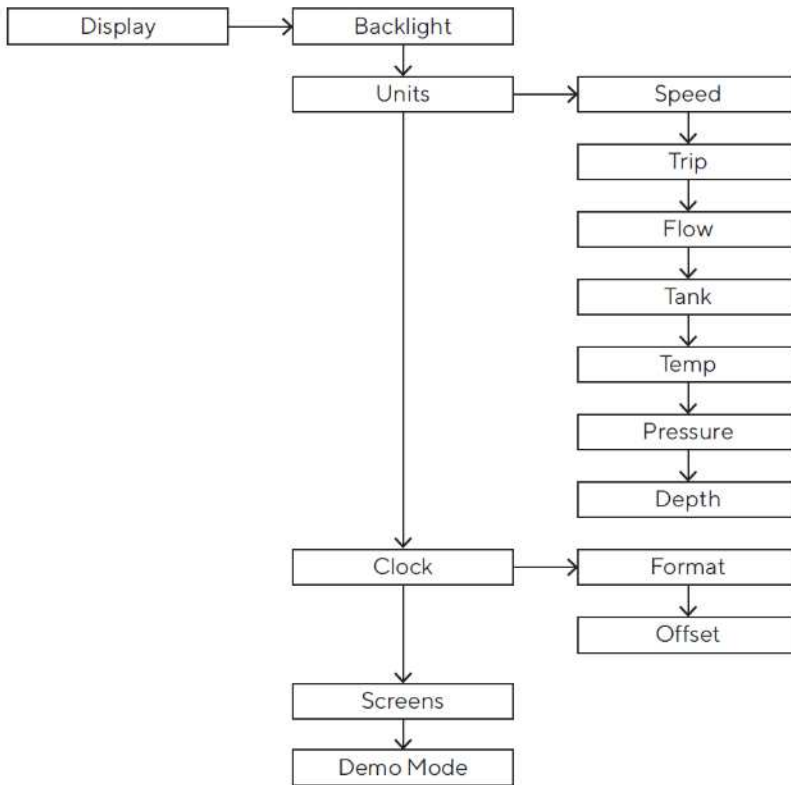 Display
Backlight
Units
Speed
Trip
Flow
Tank
Temp
Pressure
Depth
Clock
Format
Offset
Screens
Demo Mode